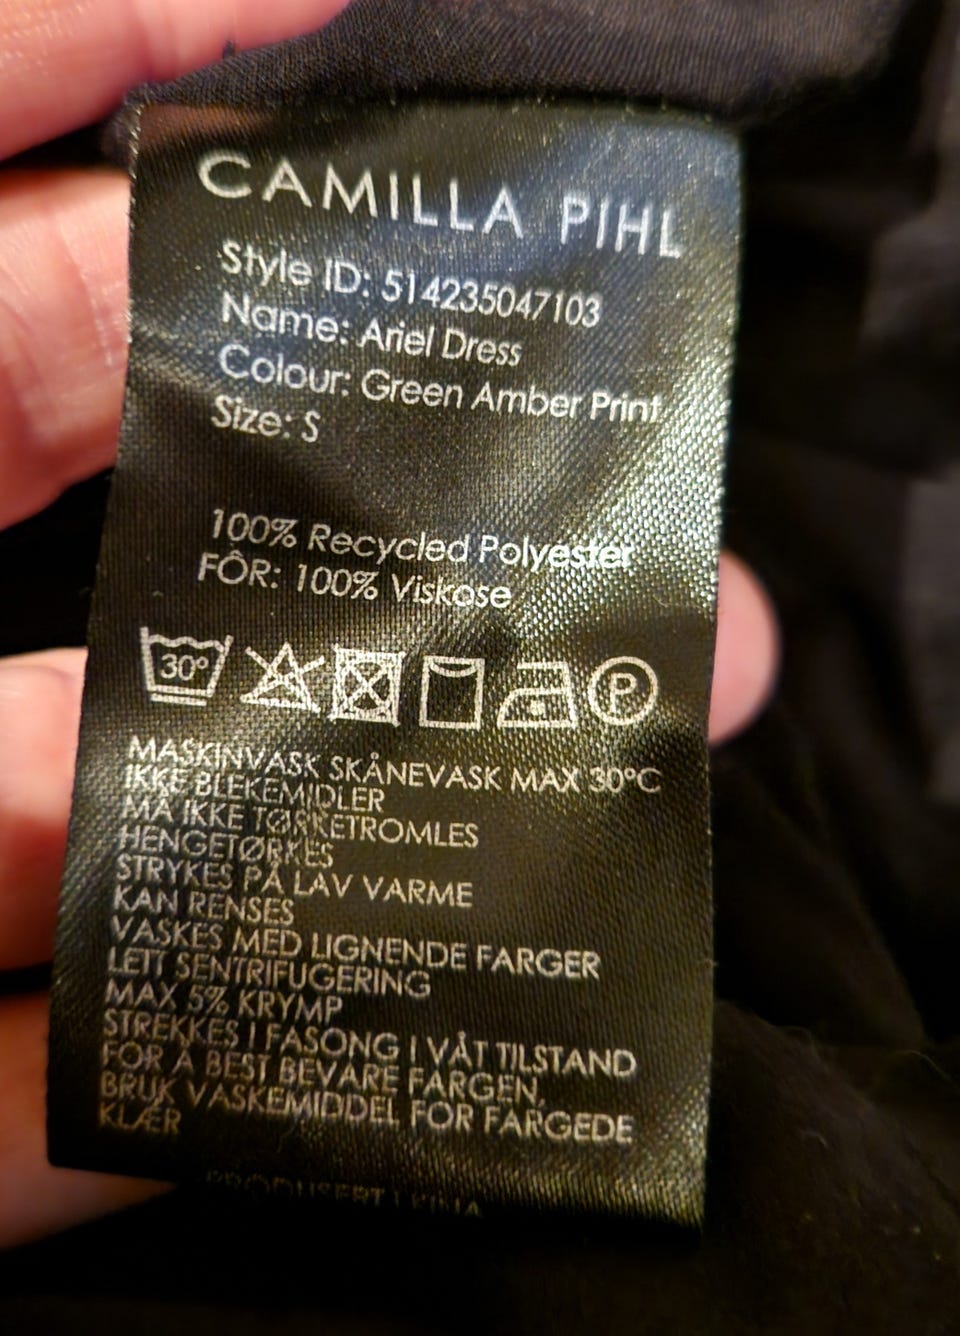 CAMILLA PIHL
Style ID: 514235047103
Name: Ariel Dress
Colour: Green Amber Print
Size: S
100% Recycled Polyester
FÔR: 100% Viskose
30° P
MASKINVASK SKÅNEVASK MAX 30°C
IKKE BLEKEMIDLER
MÅ IKKE TØRKETROMLES
HENGETØRKES
STRYKES PÅ LAV VARME
KAN RENSES
VASKES MED LIGNENDE FARGER
LETT SENTRIFUGERING
MAX 5% KRYMP
STREKKES I FASONG I VÅT TILSTAND
FOR Å BEST BEVARE FARGEN,
BRUK VASKEMIDDEL FOR FARGEDE
KLÆR
PRODUSERT I KINA